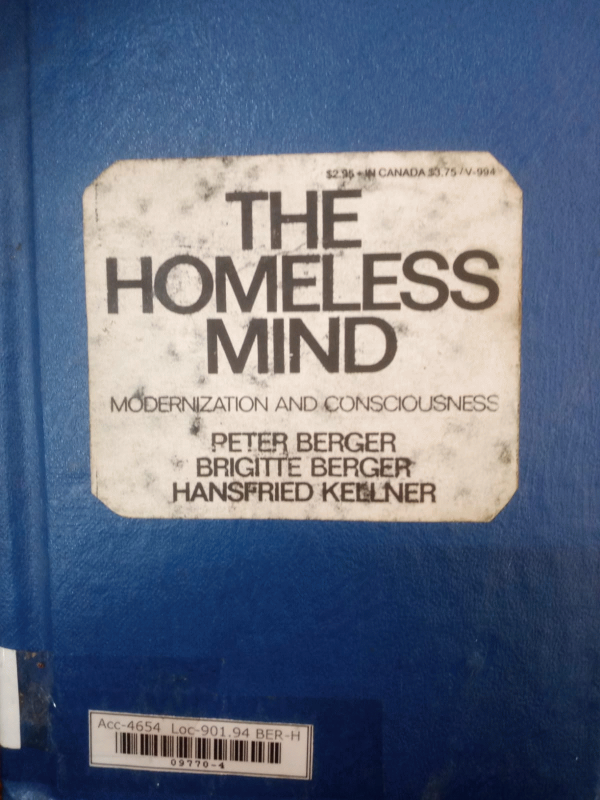 $2.95 • IN CANADA $3.75 / V-994
THE
HOMELESS
MIND
MODERNIZATION AND CONSCIOUSNESS
PETER BERGER
BRIGITTE BERGER
HANSFRIED KELLNER
Acc-4654 Loc-901.94 BER-H
09770-4